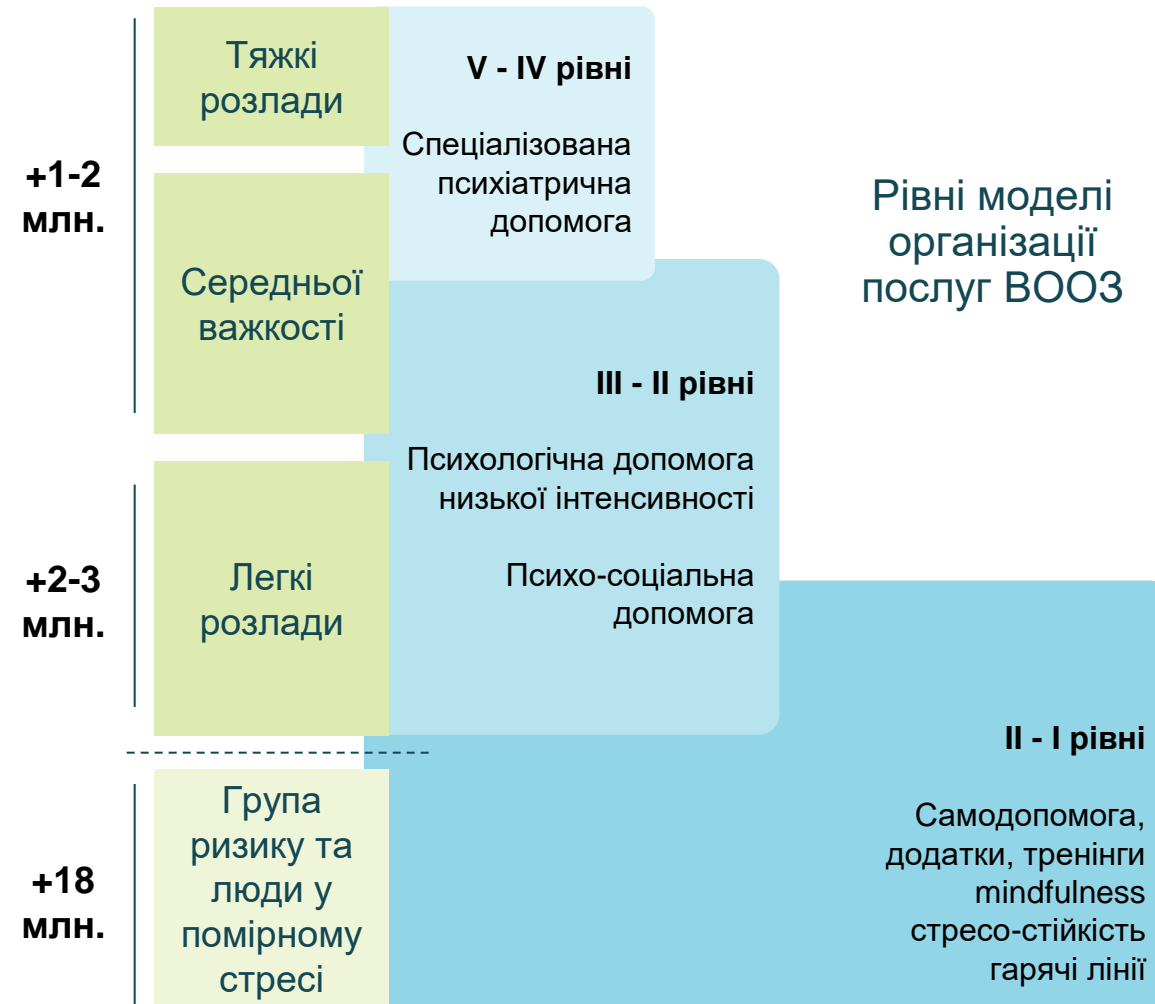 Тяжкі
розлади
V - IV рівні
Спеціалізована
психіатрична
допомога
+1-2
млн.
Рівні моделі
організації
послуг ВООЗ
Середньої
важкості
III - II рівні
Психологічна допомога
низької інтенсивності
Психо-соціальна
допомога
+2-3
млн.
Легкі
розлади
II - I рівні
Самодопомога,
додатки, тренінги
mindfulness
стресо-стійкість
гарячі лінії
+18
млн.
Група
ризику та
люди у
помірному
стресі